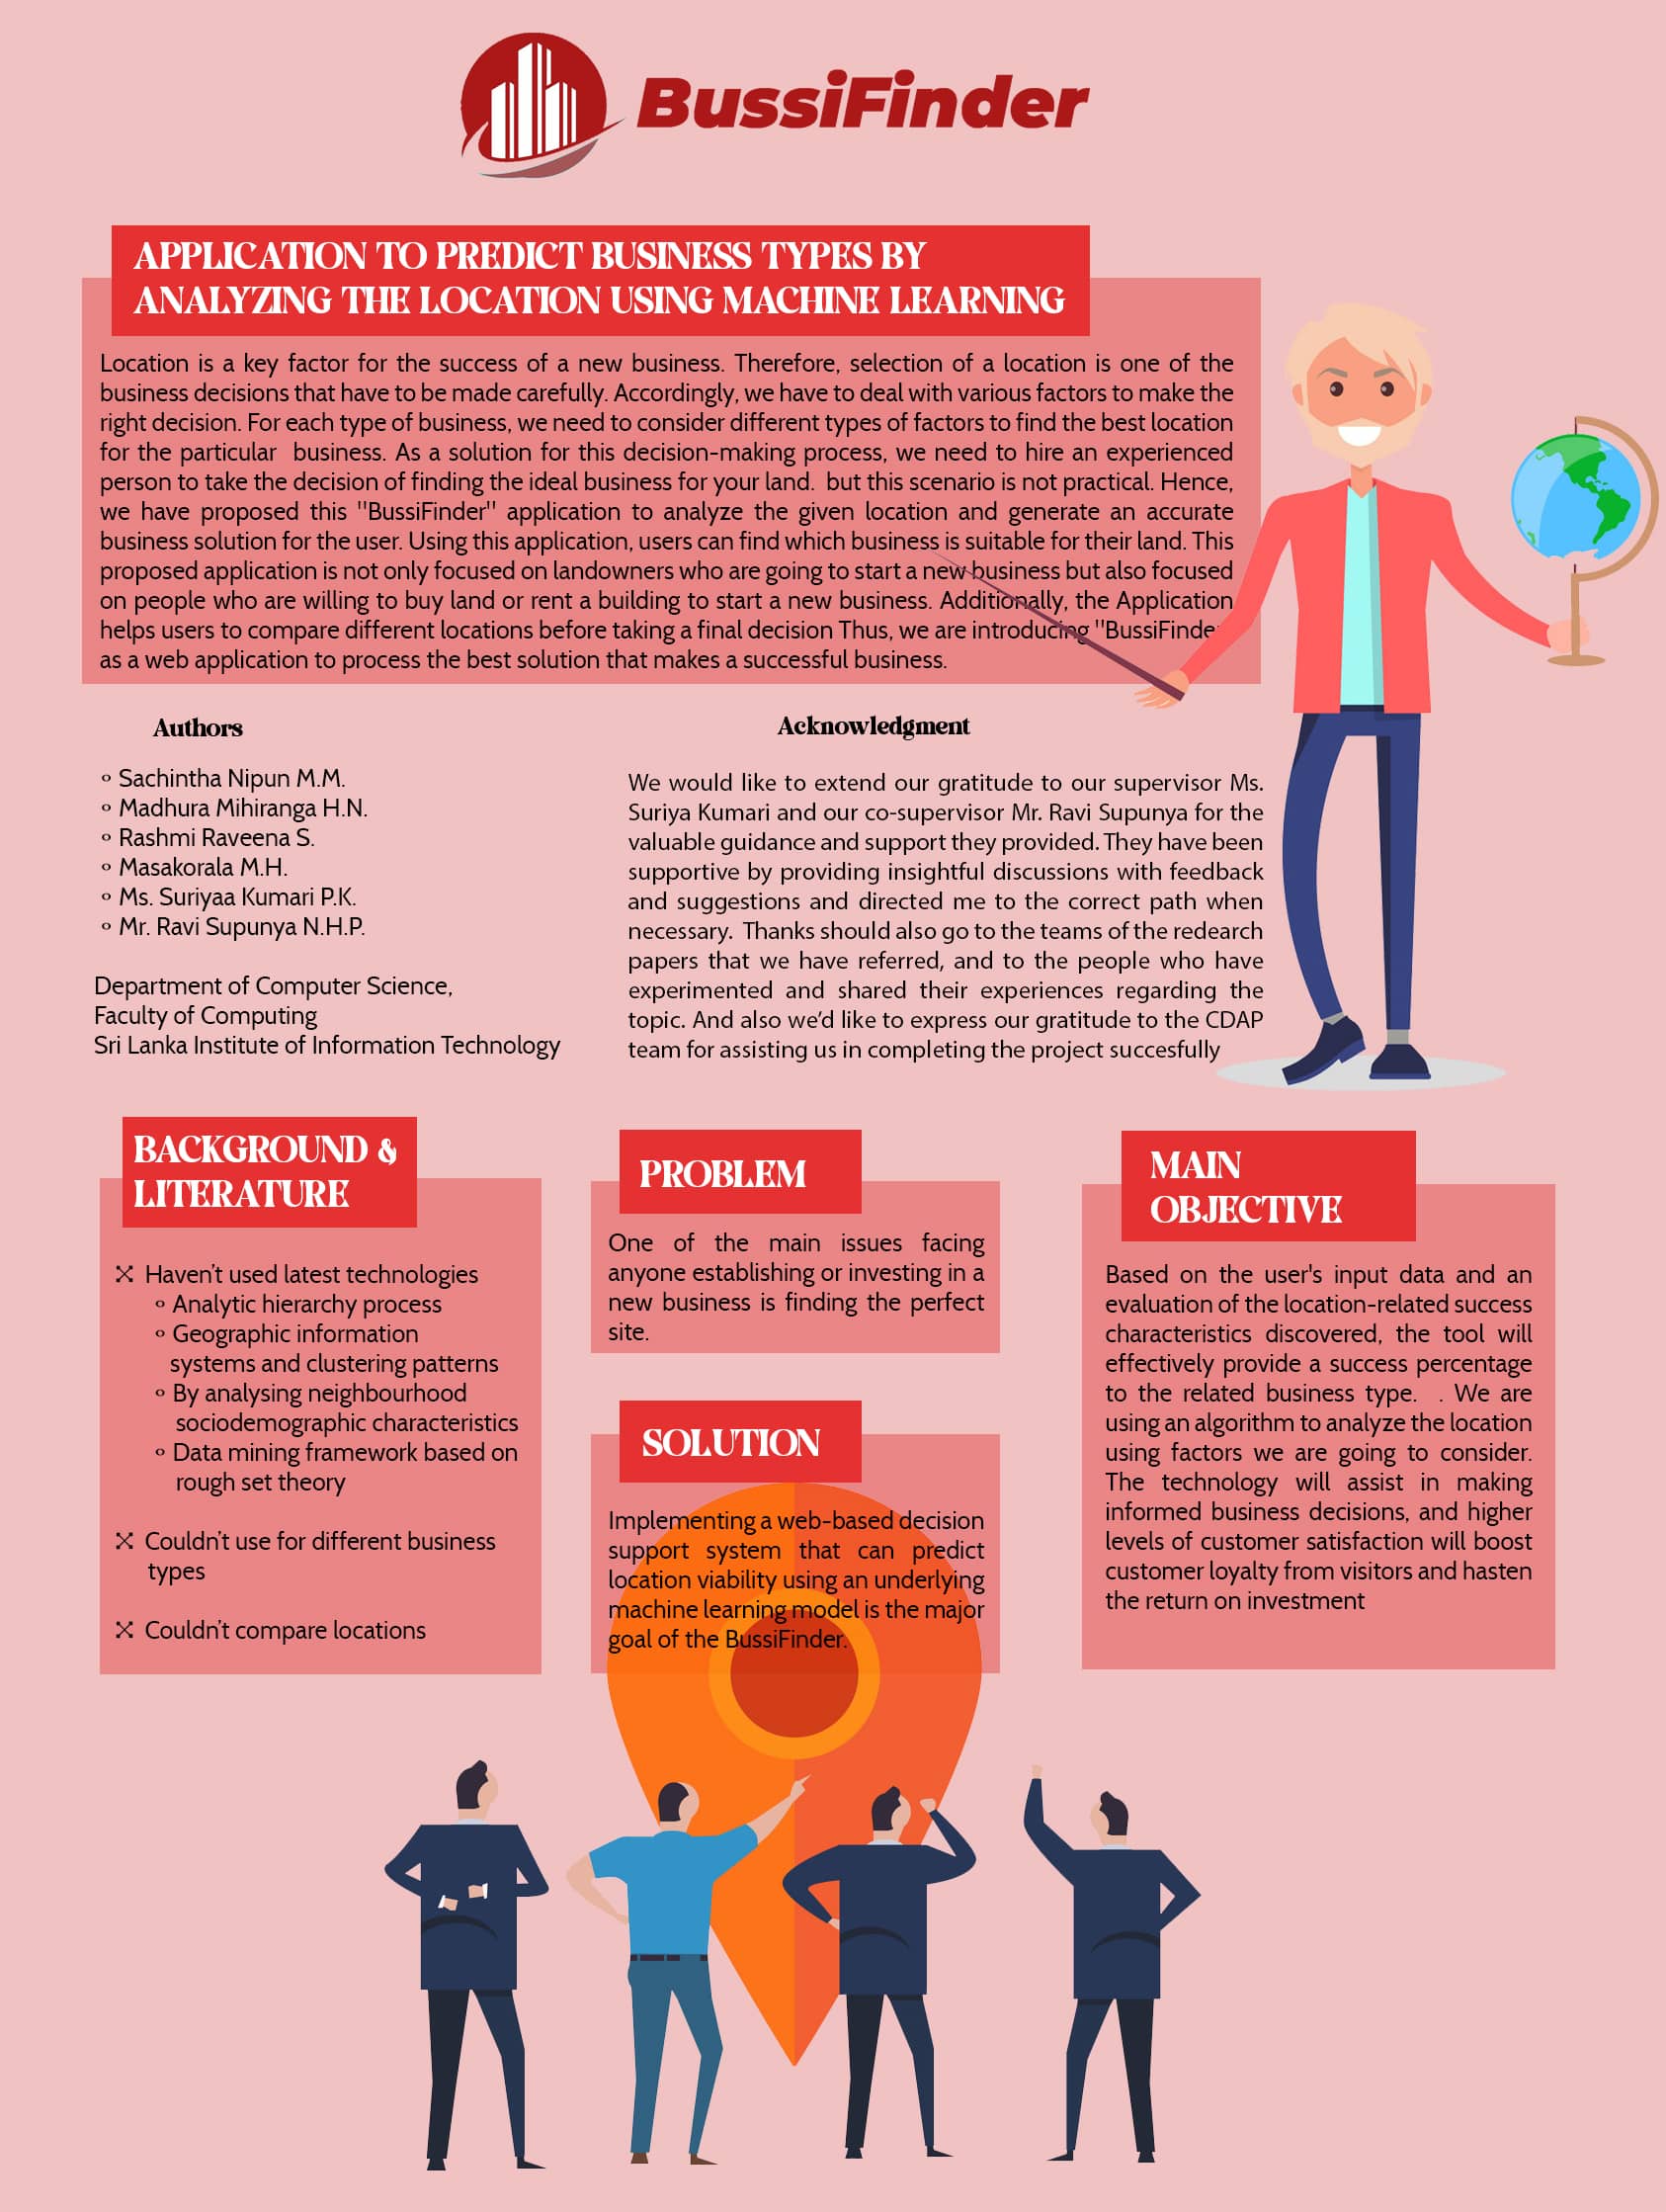 BussiFinder
APPLICATION TO PREDICT BUSINESS TYPES BY
ANALYZING THE LOCATION USING MACHINE LEARNING
Location is a key factor for the success of a new business. Therefore, selection of a location is one of the
business decisions that have to be made carefully. Accordingly, we have to deal with various factors to make the
right decision. For each type of business, we need to consider different types of factors to find the best location
for the particular  business. As a solution for this decision-making process, we need to hire an experienced
person to take the decision of finding the ideal business for your land.  but this scenario is not practical. Hence,
we have proposed this "BussiFinder" application to analyze the given location and generate an accurate
business solution for the user. Using this application, users can find which business is suitable for their land. This
proposed application is not only focused on landowners who are going to start a new business but also focused
on people who are willing to buy land or rent a building to start a new business. Additionally, the Application
helps users to compare different locations before taking a final decision Thus, we are introducing "BussiFinder
as a web application to process the best solution that makes a successful business.
Authors
Sachintha Nipun M.M.
Madhura Mihiranga H.N.
Rashmi Raveena S.
Masakorala M.H.
Ms. Suriyaa Kumari P.K.
Mr. Ravi Supunya N.H.P.
Department of Computer Science,
Faculty of Computing
Sri Lanka Institute of Information Technology
Acknowledgment
We would like to extend our gratitude to our supervisor Ms.
Suriya Kumari and our co-supervisor Mr. Ravi Supunya for the
valuable guidance and support they provided. They have been
supportive by providing insightful discussions with feedback
and suggestions and directed me to the correct path when
necessary.  Thanks should also go to the teams of the redearch
papers that we have referred, and to the people who have
experimented and shared their experiences regarding the
topic. And also we'd like to express our gratitude to the CDAP
team for assisting us in completing the project succesfully
BACKGROUND &
LITERATURE
Haven't used latest technologies
Analytic hierarchy process
Geographic information
systems and clustering patterns
By analysing neighbourhood
sociodemographic characteristics
Data mining framework based on
rough set theory
Couldn't use for different business
types
Couldn't compare locations
PROBLEM
One of the main issues facing
anyone establishing or investing in a
new business is finding the perfect
site.
SOLUTION
Implementing a web-based decision
support system that can predict
location viability using an underlying
machine learning model is the major
goal of the BussiFinder.
MAIN
OBJECTIVE
Based on the user's input data and an
evaluation of the location-related success
characteristics discovered, the tool will
effectively provide a success percentage
to the related business type.  . We are
using an algorithm to analyze the location
using factors we are going to consider.
The technology will assist in making
informed business decisions, and higher
levels of customer satisfaction will boost
customer loyalty from visitors and hasten
the return on investment